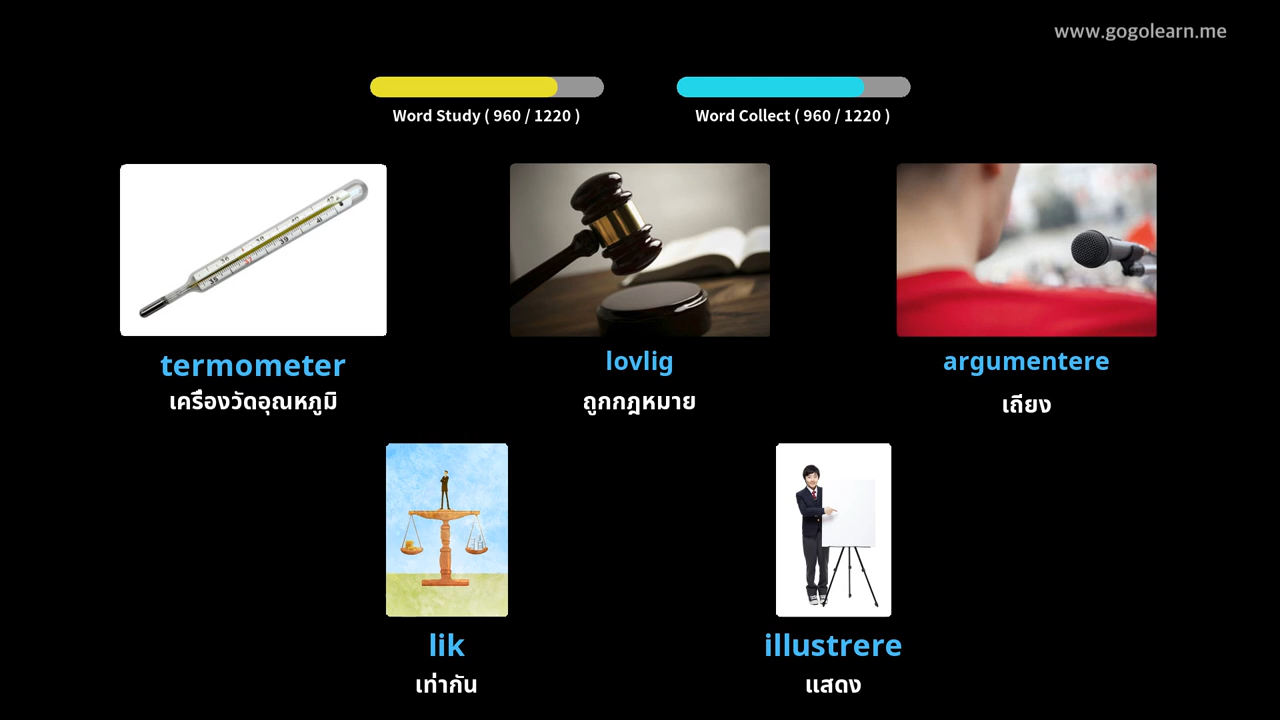 www.gogolearn.me
Word Study ( 960 / 1220 )
Word Collect ( 960 / 1220 )
termometer
เครื่องวัดอุณหภูมิ
lovlig
ถูกกฎหมาย
argumentere
เถียง
lik
เท่ากัน
illustrere
แสดง